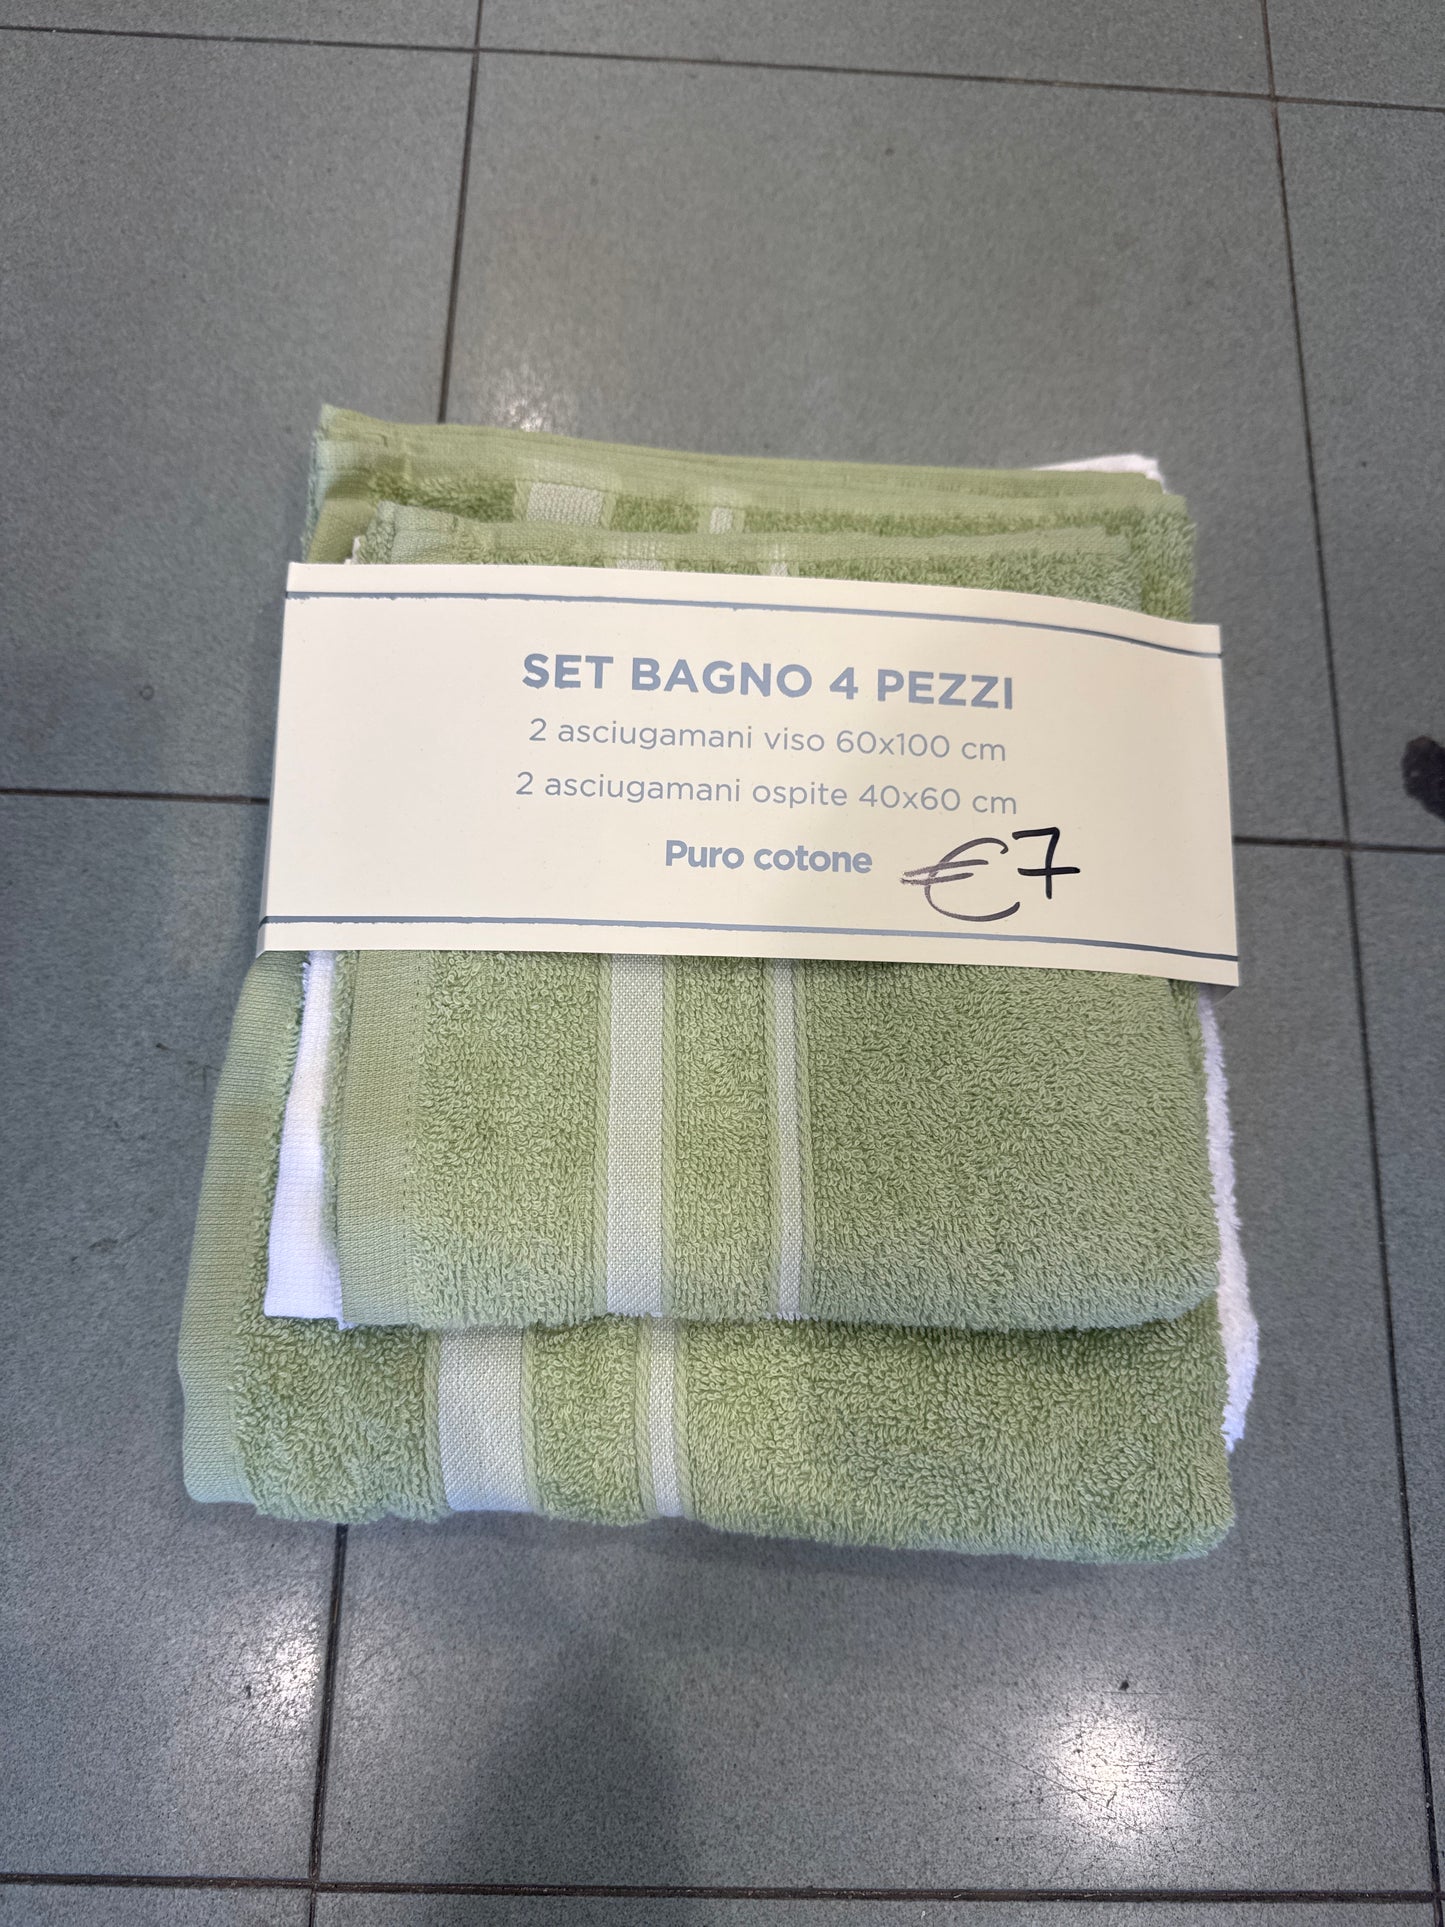 SET BAGNO 4 PEZZI
2 asciugamani viso 60x100 cm
2 asciugamani ospite 40x60 cm
Puro cotone €7